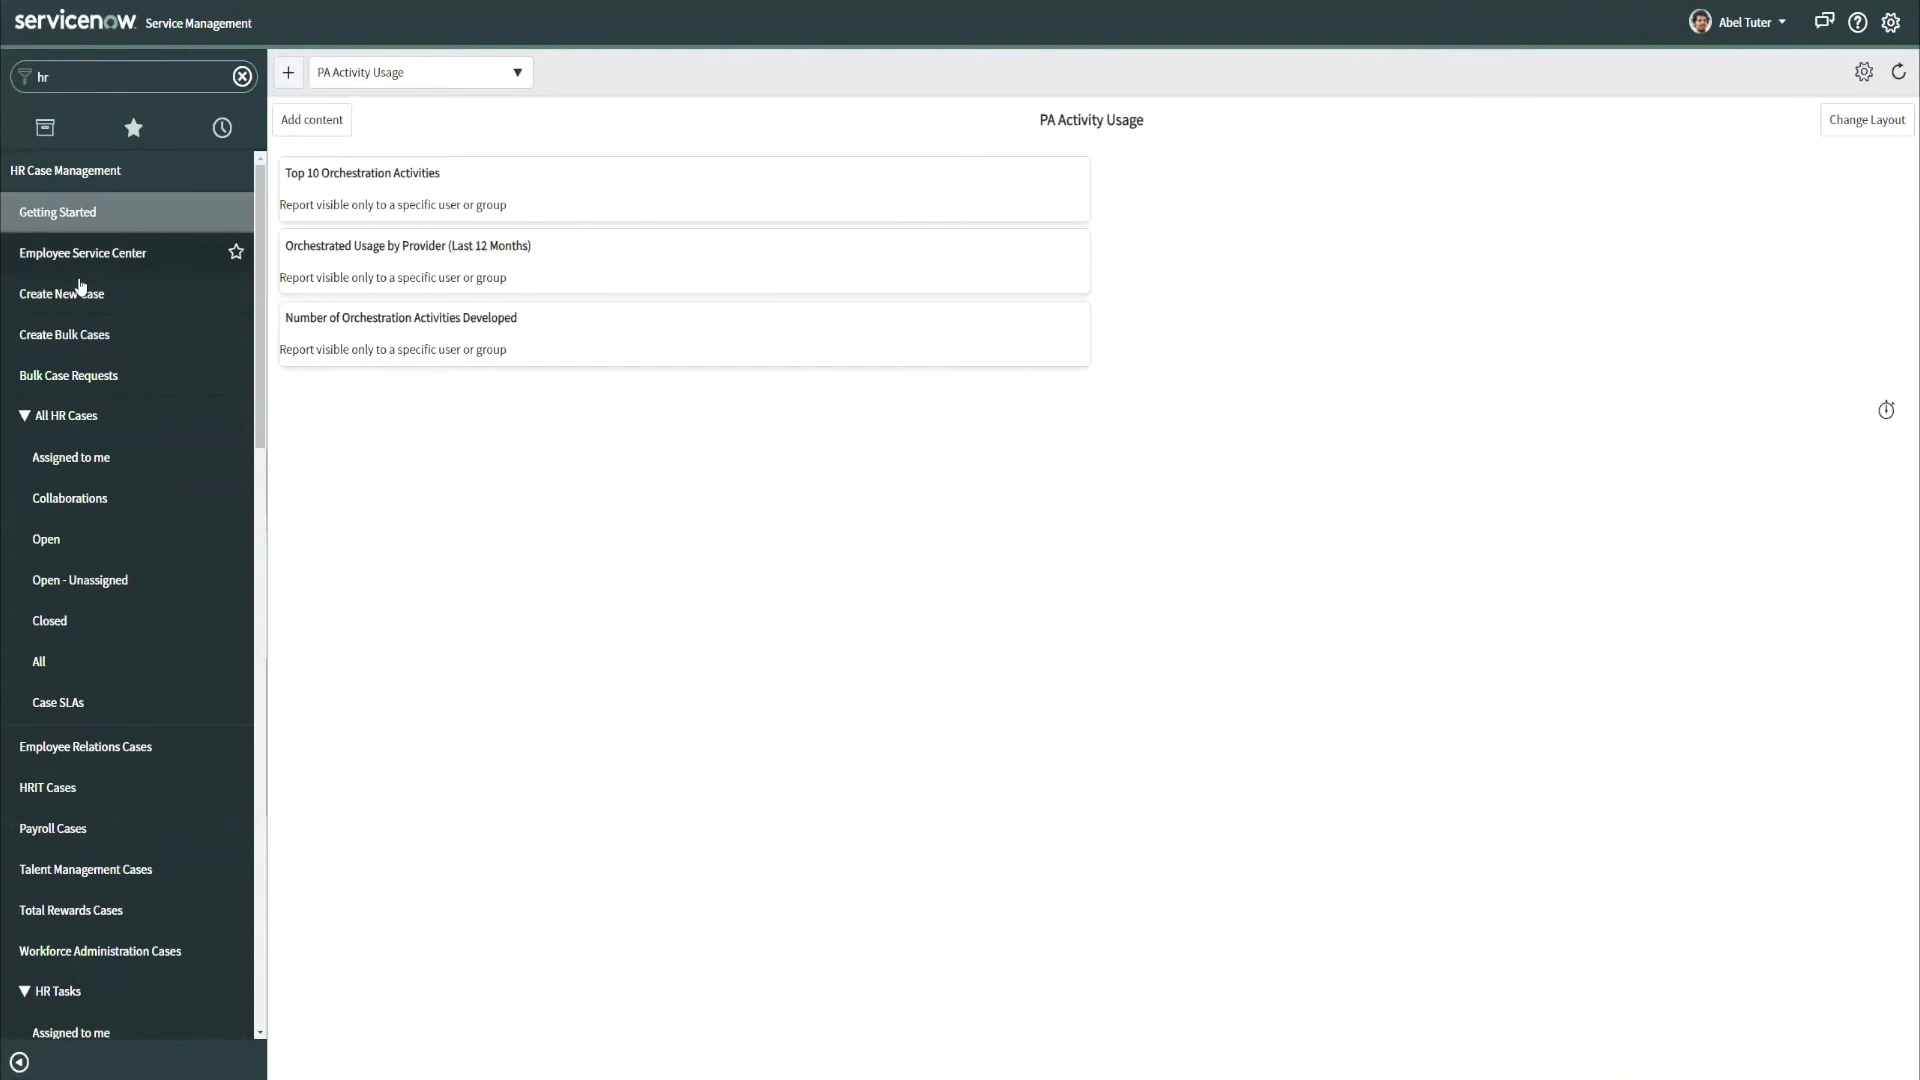 servicenow Service Management
Abel Tuter
hr
PA Activity Usage
Add content
PA Activity Usage
Change Layout
HR Case Management
Getting Started
Employee Service Center
Create New Case
Create Bulk Cases
Bulk Case Requests
All HR Cases
Assigned to me
Collaborations
Open
Open - Unassigned
Closed
All
Case SLAs
Employee Relations Cases
HRIT Cases
Payroll Cases
Talent Management Cases
Total Rewards Cases
Workforce Administration Cases
HR Tasks
Assigned to me
Top 10 Orchestration Activities
Report visible only to a specific user or group
Orchestrated Usage by Provider (Last 12 Months)
Report visible only to a specific user or group
Number of Orchestration Activities Developed
Report visible only to a specific user or group